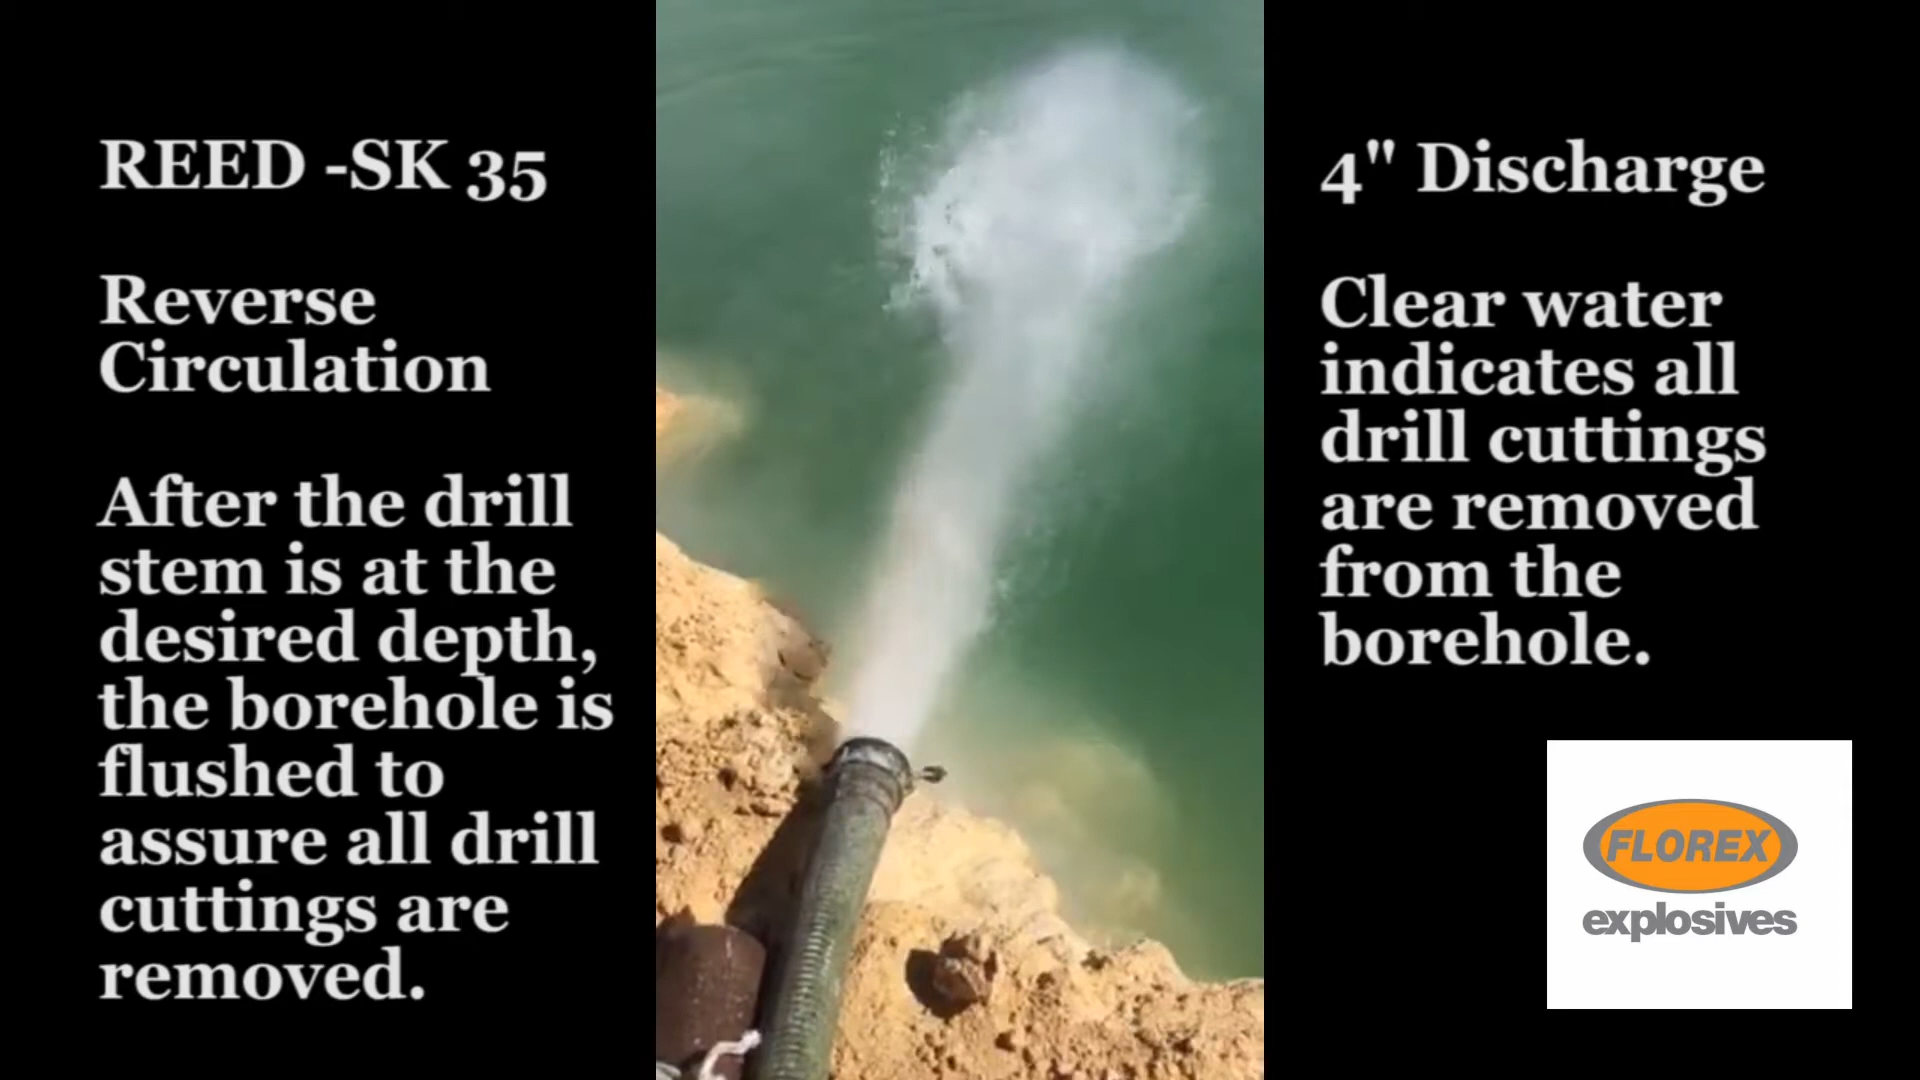 REED -SK 35
Reverse
Circulation
After the drill
stem is at the
desired depth,
the borehole is
flushed to
assure all drill
cuttings are
removed.
4" Discharge
Clear water
indicates all
drill cuttings
are removed
from the
borehole.
FLOREX
explosives